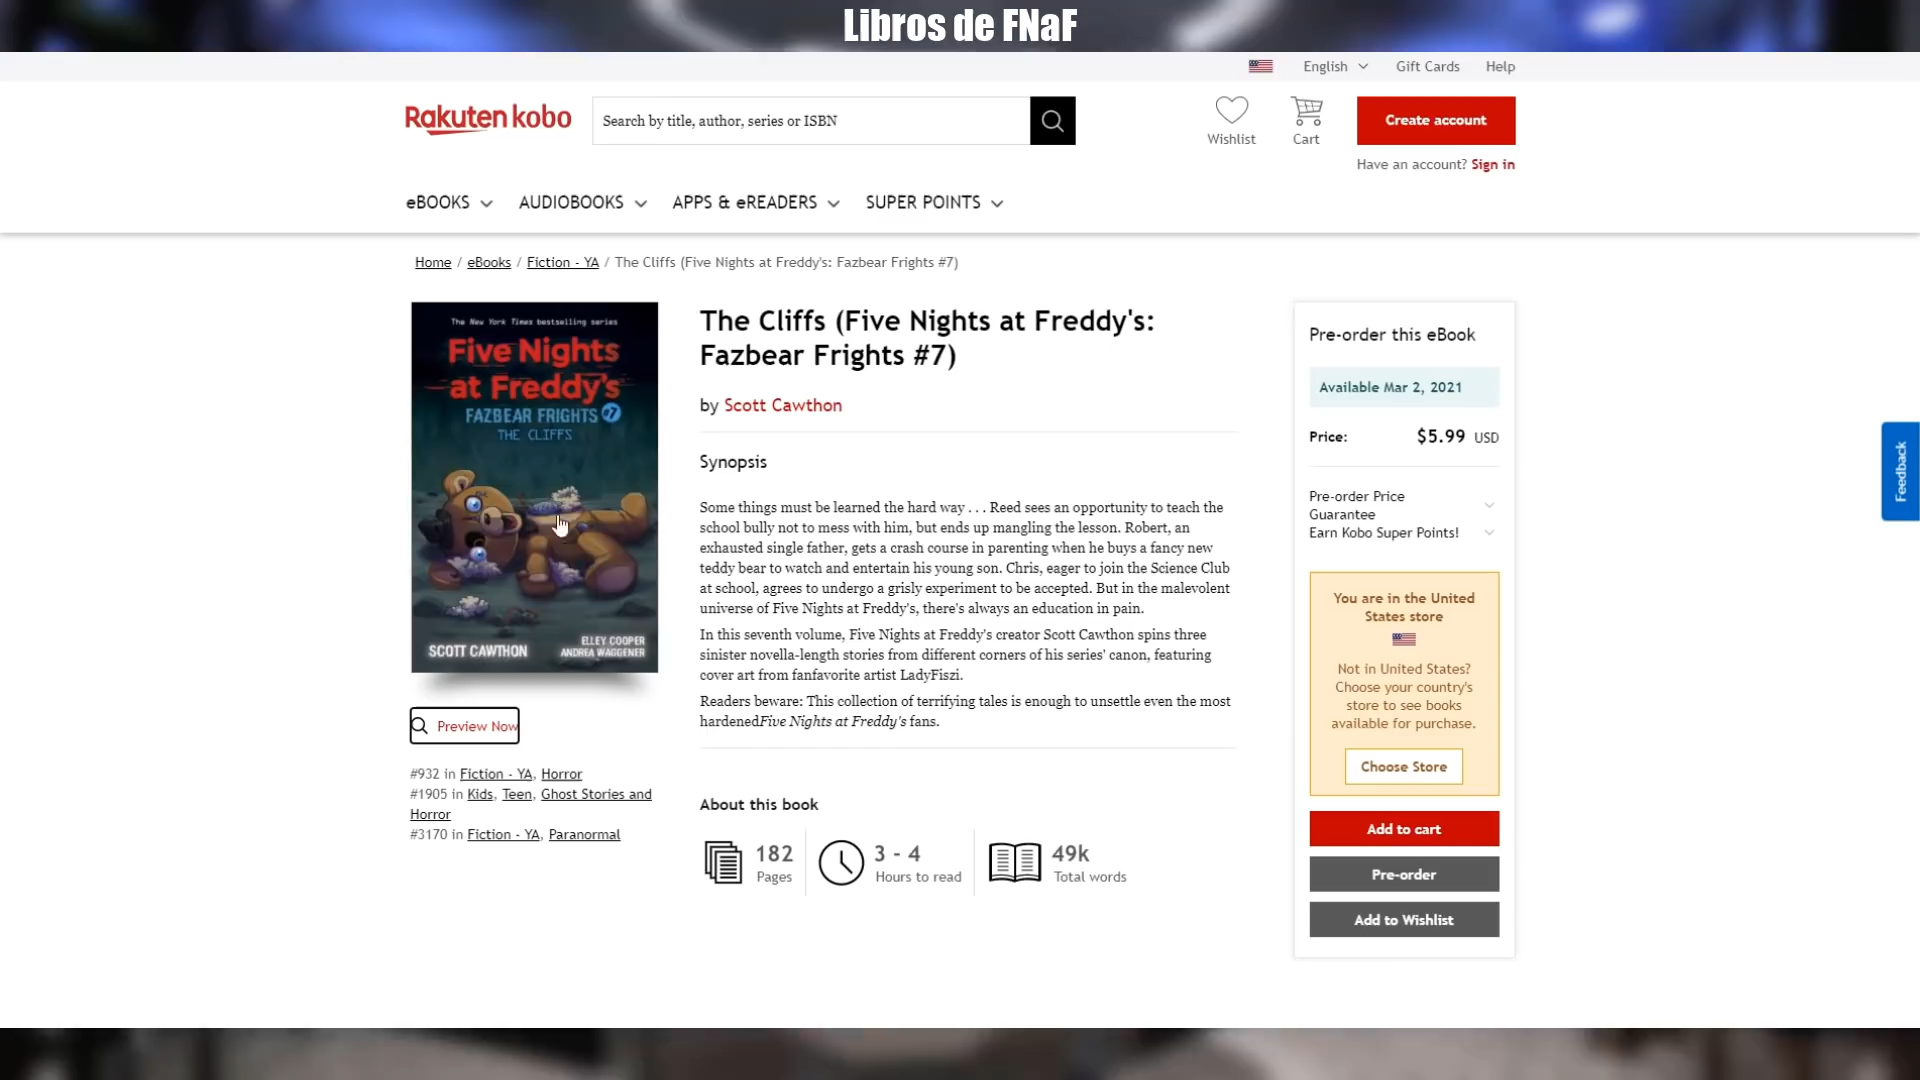 Libros de FNaF
English
Gift Cards
Help
Rakuten kobo
Search by title, author, series or ISBN
Wishlist
Cart
Create account
Have an account? Sign in
eBOOKS
AUDIOBOOKS
APPS & eREADERS
SUPER POINTS
Home / eBooks / Fiction - YA / The Cliffs (Five Nights at Freddy's: Fazbear Frights #7)
The New York Times bestselling series
Five Nights
at Freddy's
FAZBEAR FRIGHTS #7
THE CLIFFS
SCOTT CAWTHON
ELLEY COOPER
ANDREA WAGGENER
Preview Now
#932 in Fiction - YA, Horror
#1905 in Kids, Teen, Ghost Stories and
Horror
#3170 in Fiction - YA, Paranormal
The Cliffs (Five Nights at Freddy's:
Fazbear Frights #7)
by Scott Cawthon
Synopsis
Some things must be learned the hard way . . . Reed sees an opportunity to teach the
school bully not to mess with him, but ends up mangling the lesson. Robert, an
exhausted single father, gets a crash course in parenting when he buys a fancy new
teddy bear to watch and entertain his young son. Chris, eager to join the Science Club
at school, agrees to undergo a grisly experiment to be accepted. But in the malevolent
universe of Five Nights at Freddy's, there's always an education in pain.
In this seventh volume, Five Nights at Freddy's creator Scott Cawthon spins three
sinister novella-length stories from different corners of his series' canon, featuring
cover art from fanfavorite artist LadyFiszi.
Readers beware: This collection of terrifying tales is enough to unsettle even the most
hardenedFive Nights at Freddy's fans.
About this book
182
Pages
3 - 4
Hours to read
49k
Total words
Pre-order this eBook
Available Mar 2, 2021
Price: $5.99 USD
Pre-order Price
Guarantee
Earn Kobo Super Points!
You are in the United
States store
Not in United States?
Choose your country's
store to see books
available for purchase.
Choose Store
Add to cart
Pre-order
Add to Wishlist
Feedback